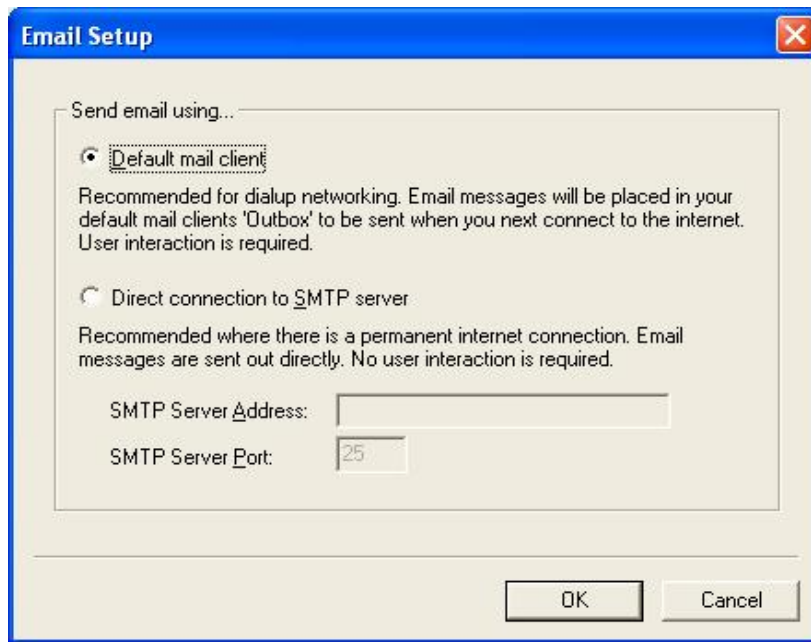 Email Setup
Send email using...
Default mail client
Recommended for dialup networking. Email messages will be placed in your
default mail clients 'Outbox' to be sent when you next connect to the internet.
User interaction is required.
Direct connection to SMTP server
Recommended where there is a permanent internet connection. Email
messages are sent out directly. No user interaction is required.
SMTP Server Address:
SMTP Server Port: 25
OK Cancel